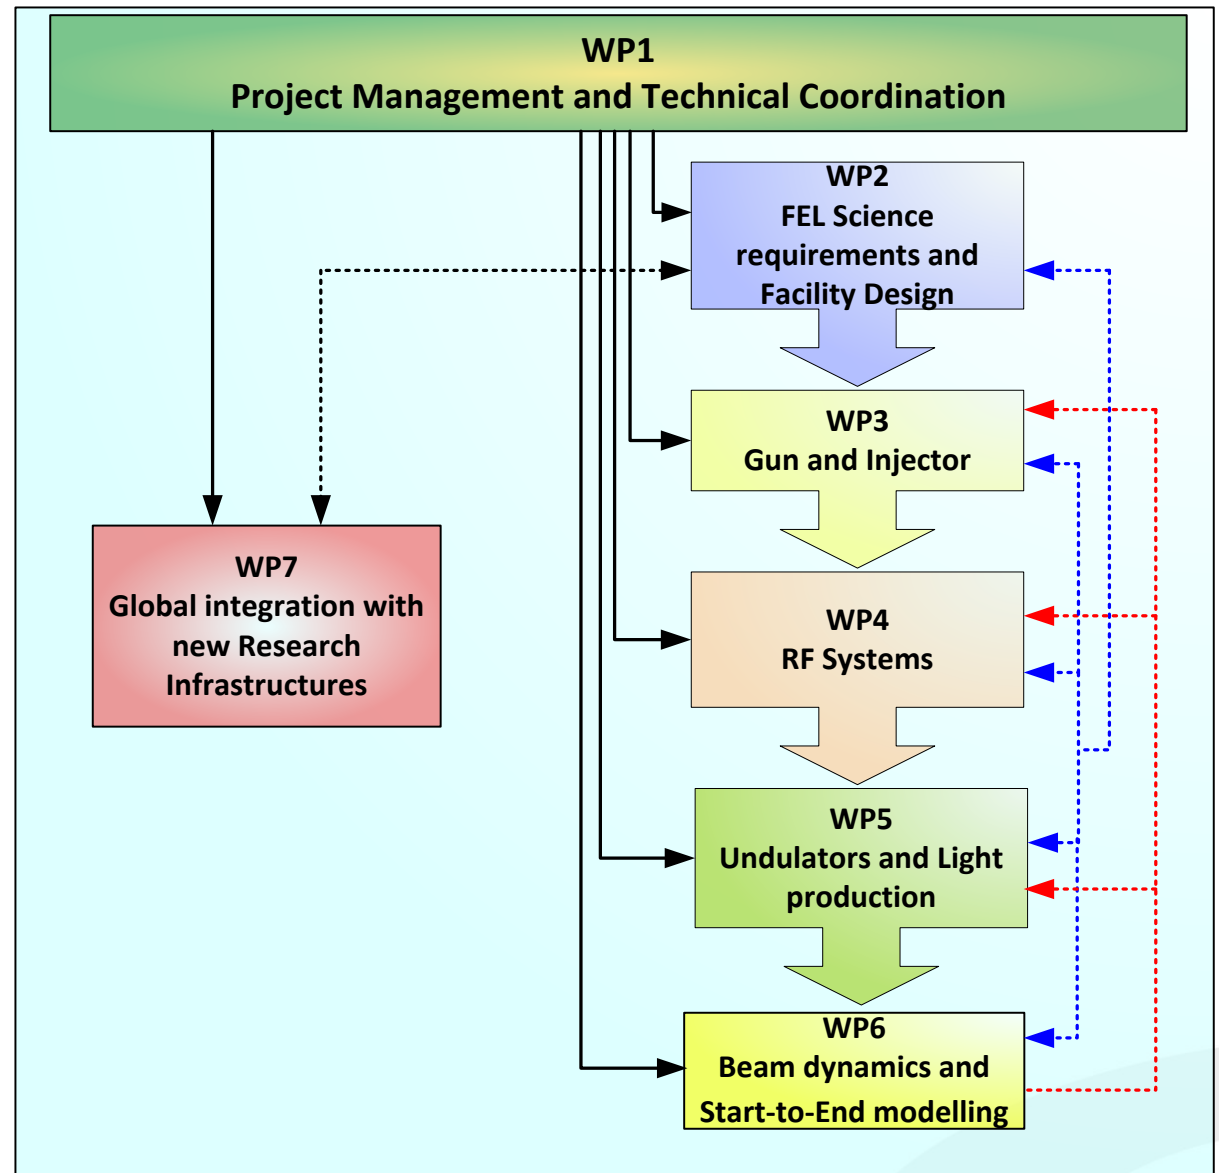 WP1
Project Management and Technical Coordination
WP2
FEL Science
requirements and
Facility Design
WP3
Gun and Injector
WP7
Global integration with
new Research
Infrastructures
WP4
RF Systems
WP5
Undulators and Light
production
WP6
Beam dynamics and
Start-to-End modelling